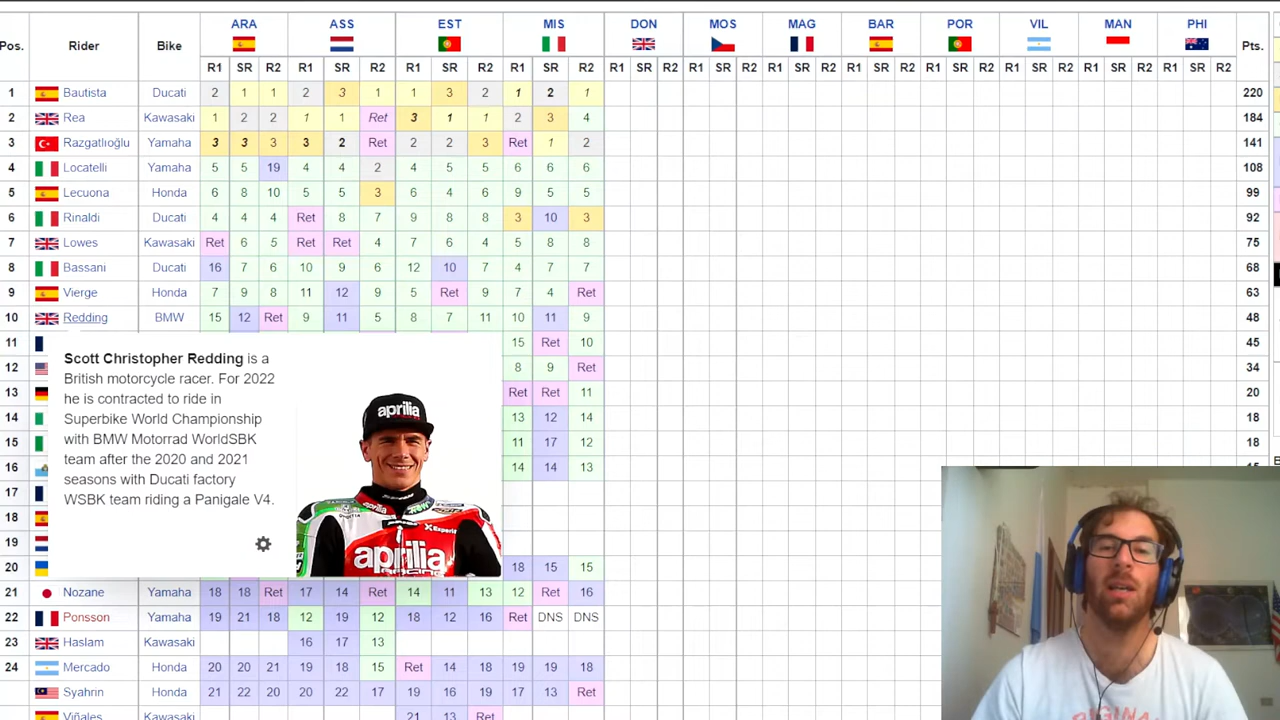 ARA ASS EST MIS DON MOS MAG BAR POR VIL MAN PHI
Pos. Rider Bike Pts.
R1 SR R2 R1 SR R2 R1 SR R2 R1 SR R2 R1 SR R2 R1 SR R2 R1 SR R2 R1 SR R2 R1 SR R2 R1 SR R2 R1 SR R2 R1 SR R2
1 Bautista Ducati 2 1 1 2 3 1 1 3 2 1 2 1 220
2 Rea Kawasaki 1 2 2 1 1 Ret 3 1 1 2 3 4 184
3 Razgatlıoğlu Yamaha 3 3 3 3 2 Ret 2 2 3 Ret 1 2 141
4 Locatelli Yamaha 5 5 19 4 4 2 4 5 5 6 6 6 108
5 Lecuona Honda 6 8 10 5 5 3 6 4 6 9 5 5 99
6 Rinaldi Ducati 4 4 4 Ret 8 7 9 8 8 3 10 3 92
7 Lowes Kawasaki Ret 6 5 Ret Ret 4 7 6 4 5 8 8 75
8 Bassani Ducati 16 7 6 10 9 6 12 10 7 4 7 7 68
9 Vierge Honda 7 9 8 11 12 9 5 Ret 9 7 4 Ret 63
10 Redding BMW 15 12 Ret 9 11 5 8 7 11 10 11 9 48
11 15 Ret 10 45
12 8 9 Ret 34
13 Ret Ret 11 20
14 13 12 14 18
15 11 17 12 18
16 14 14 13
17
18
19
20 18 15 15
Scott Christopher Redding is a
British motorcycle racer. For 2022
he is contracted to ride in
Superbike World Championship
with BMW Motorrad WorldSBK
team after the 2020 and 2021
seasons with Ducati factory
WSBK team riding a Panigale V4.
aprilia
aprilia
21 Nozane Yamaha 18 18 Ret 17 14 Ret 14 11 13 12 Ret 16
22 Ponsson Yamaha 19 21 18 12 19 12 18 12 16 Ret DNS DNS
23 Haslam Kawasaki 16 17 13
24 Mercado Honda 20 20 21 19 18 15 Ret 14 18 19 19 18
Syahrin Honda 21 22 20 20 22 17 19 16 19 17 13 Ret
Viñales Kawasaki 21 13 Ret